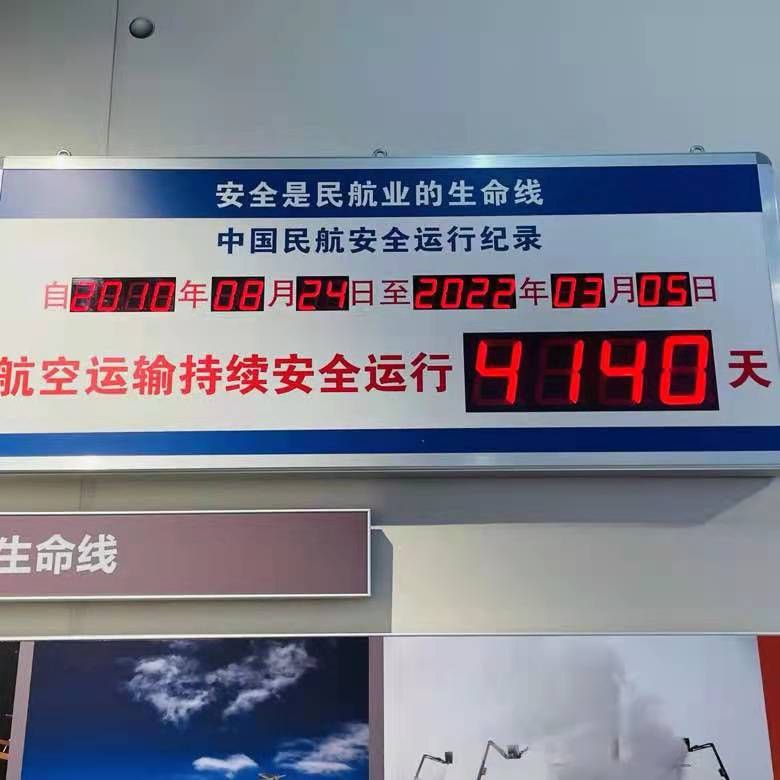 安全是民航业的生命线
中国民航安全运行纪录
自2010年08月24日至2022年03月05日
航空运输持续安全运行4140天
生命线